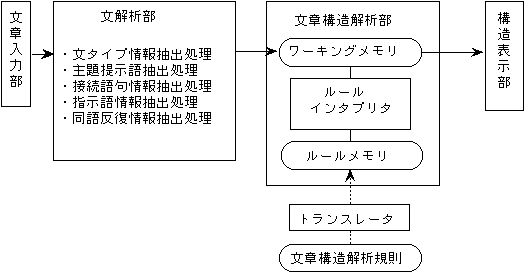 文章入力部
文解析部
・文タイプ情報抽出処理
・主題提示語抽出処理
・接続語句情報抽出処理
・指示語情報抽出処理
・同語反復情報抽出処理
文章構造解析部
ワーキングメモリ
ルール
インタプリタ
ルールメモリ
構造表示部
トランスレータ
文章構造解析規則